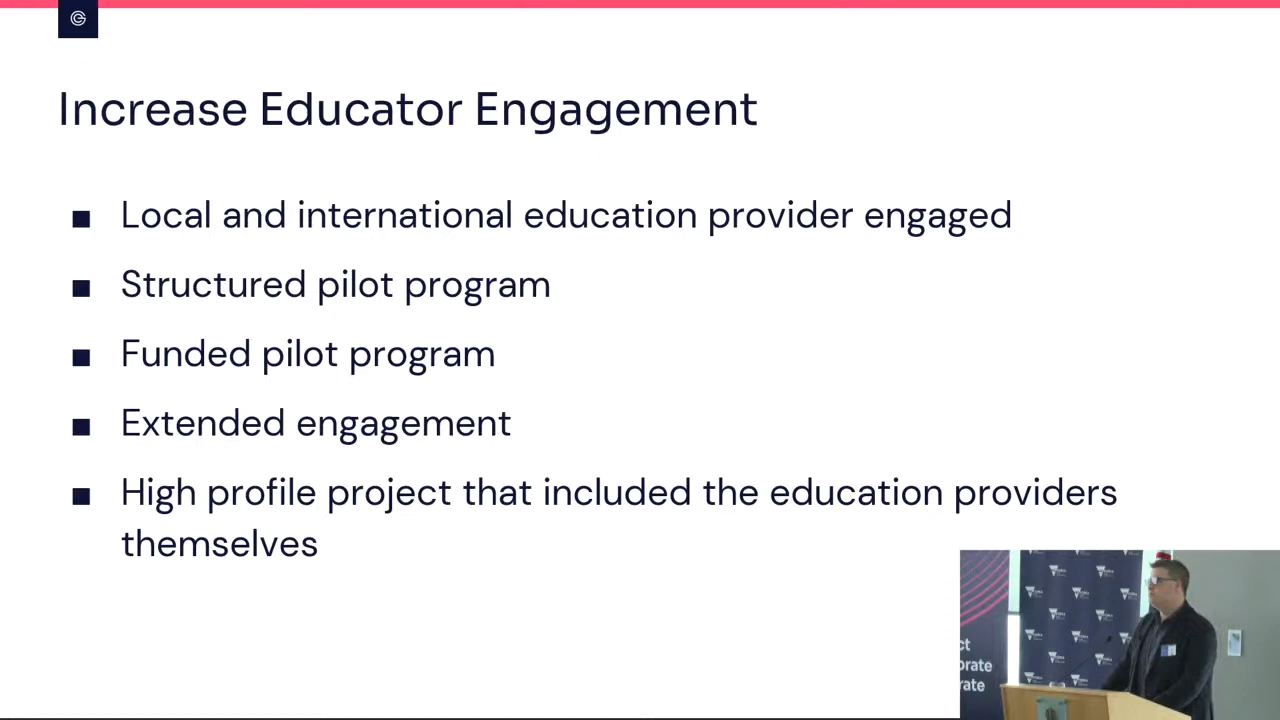 Increase Educator Engagement
Local and international education provider engaged
Structured pilot program
Funded pilot program
Extended engagement
High profile project that included the education providers
themselves